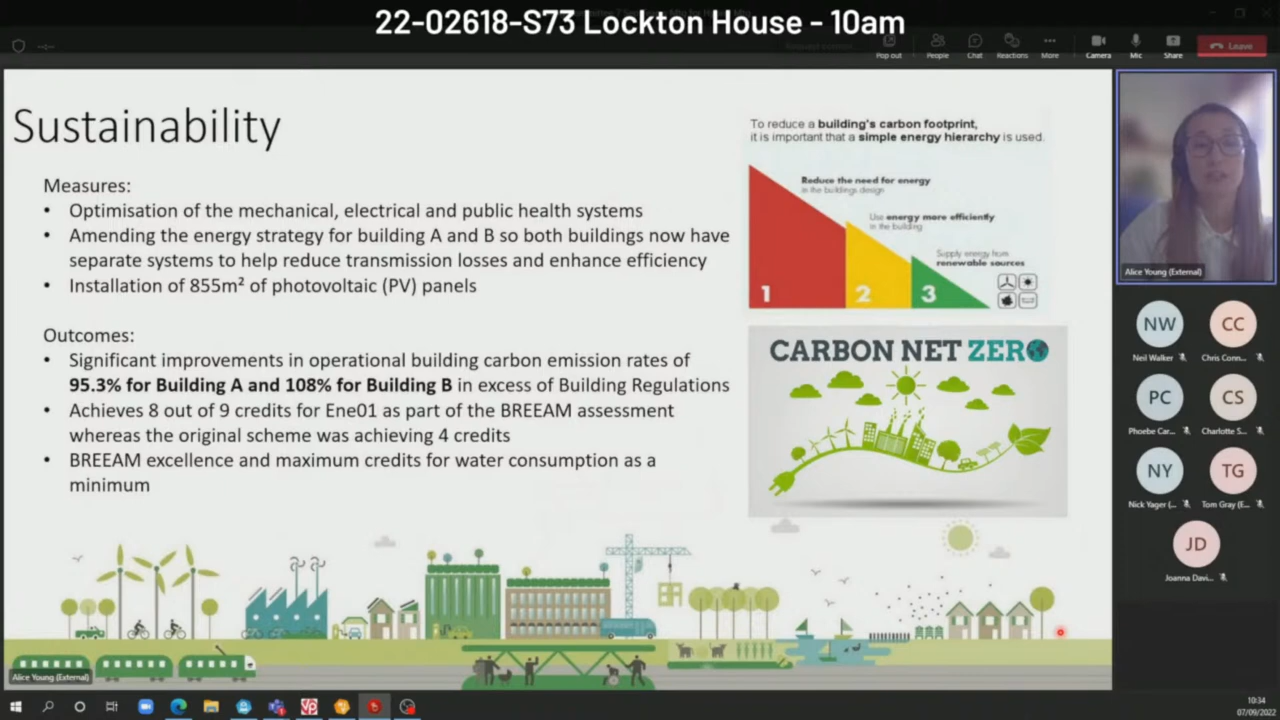 22-02618-S73 Lockton House - 10am
Pop out
People
Chat
Reactions
More
Camera
Mic
Share
Leave
Sustainability
Measures:
• Optimisation of the mechanical, electrical and public health systems
• Amending the energy strategy for building A and B so both buildings now have
separate systems to help reduce transmission losses and enhance efficiency
• Installation of 855m² of photovoltaic (PV) panels
Outcomes:
• Significant improvements in operational building carbon emission rates of
95.3% for Building A and 108% for Building B in excess of Building Regulations
• Achieves 8 out of 9 credits for Ene01 as part of the BREEAM assessment
whereas the original scheme was achieving 4 credits
• BREEAM excellence and maximum credits for water consumption as a
minimum
To reduce a building's carbon footprint,
it is important that a simple energy hierarchy is used.
Reduce the need for energy
in the buildings design
Use energy more efficiently
in the building
Supply energy from
renewable sources
1
2
3
CARBON NET ZERO
Alice Young (External)
Alice Young (External)
NW
Neil Walker
CC
Chris Conn...
PC
Phoebe Car...
CS
Charlotte S...
NY
Nick Yager (...
TG
Tom Gray (E...
JD
Joanna Davi...
10:34
07/09/2022